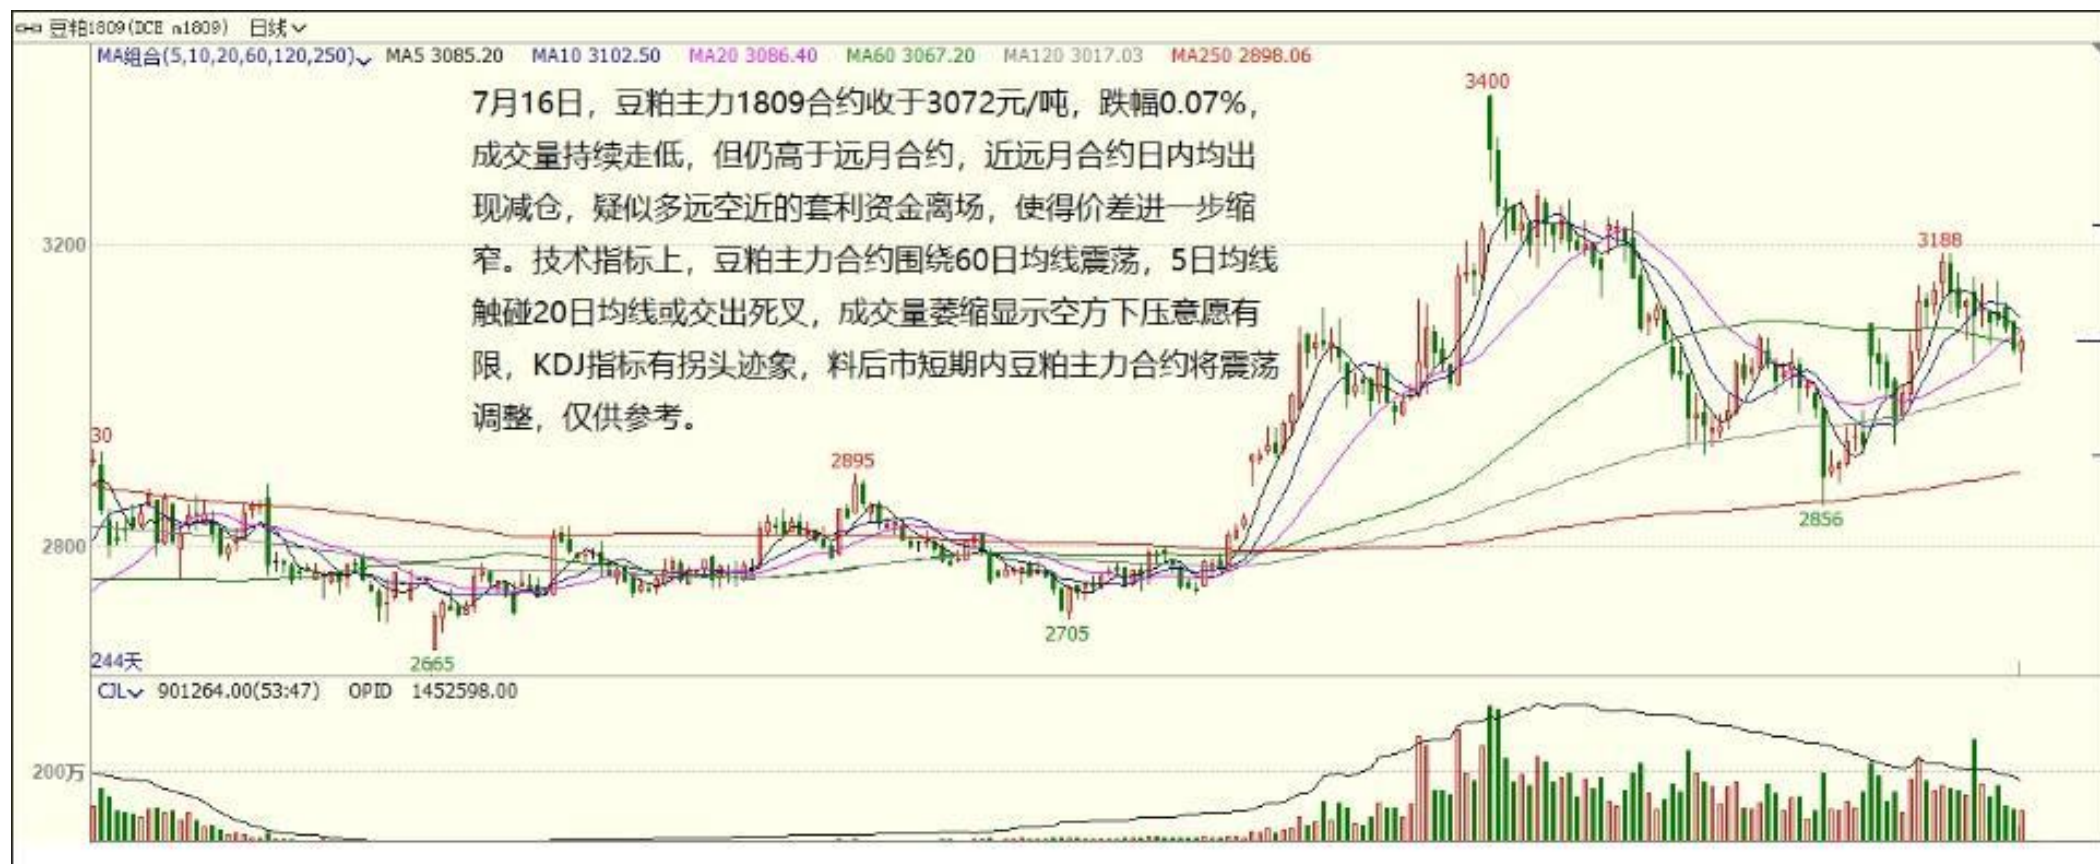 豆粕1809(DCE m1809) 日线
MA组合(5,10,20,60,120,250) MA5 3085.20 MA10 3102.50 MA20 3086.40 MA60 3067.20 MA120 3017.03 MA250 2898.06
3400
7月16日，豆粕主力1809合约收于3072元/吨，跌幅0.07%，
成交量持续走低，但仍高于远月合约，近远月合约日内均出
现减仓，疑似多远空近的套利资金离场，使得价差进一步缩
窄。技术指标上，豆粕主力合约围绕60日均线震荡，5日均线
触碰20日均线或交出死叉，成交量萎缩显示空方下压意愿有
限，KDJ指标有拐头迹象，料后市短期内豆粕主力合约将震荡
调整，仅供参考。
3200
3188
30
2895
2856
2800
2705
2665
244天
CJL 901264.00(53:47) OPID 1452598.00
200万